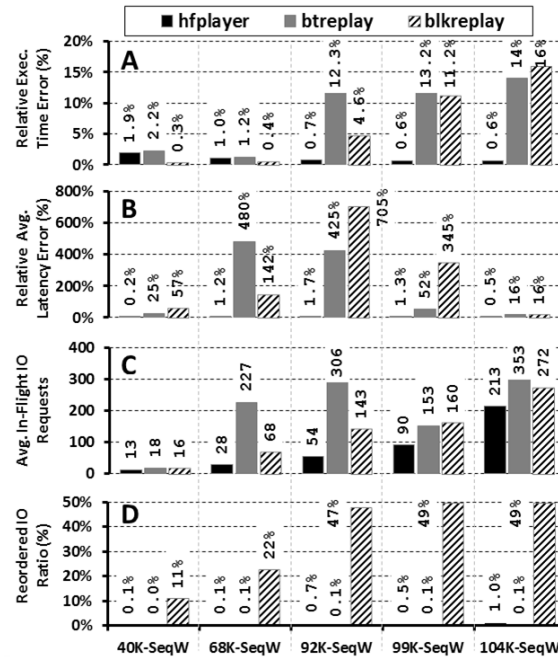 hfplayer btreplay blkreplay
A
Relative Exec. Time Error (%)
20%
15%
10%
5%
0%
1.9% 2.2% 0.3% 1.0% 1.2% 0.4% 0.7% 12.3% 4.6% 0.6% 13.2% 11.2% 0.6% 14% 16%
B
Relative Avg. Latency Error (%)
800%
600%
400%
200%
0%
0.2% 25% 57% 1.2% 480% 142% 1.7% 425% 705% 1.3% 52% 345% 0.5% 16% 16%
C
Avg. In-Flight IO Requests
400
300
200
100
0
13 18 16 28 227 68 54 306 143 90 153 160 213 353 272
D
Reordered IO Ratio (%)
50%
40%
30%
20%
10%
0%
0.1% 0.0% 11% 0.1% 0.1% 22% 0.7% 0.1% 47% 0.5% 0.1% 49% 1.0% 0.1% 49%
40K-SeqW 68K-SeqW 92K-SeqW 99K-SeqW 104K-SeqW